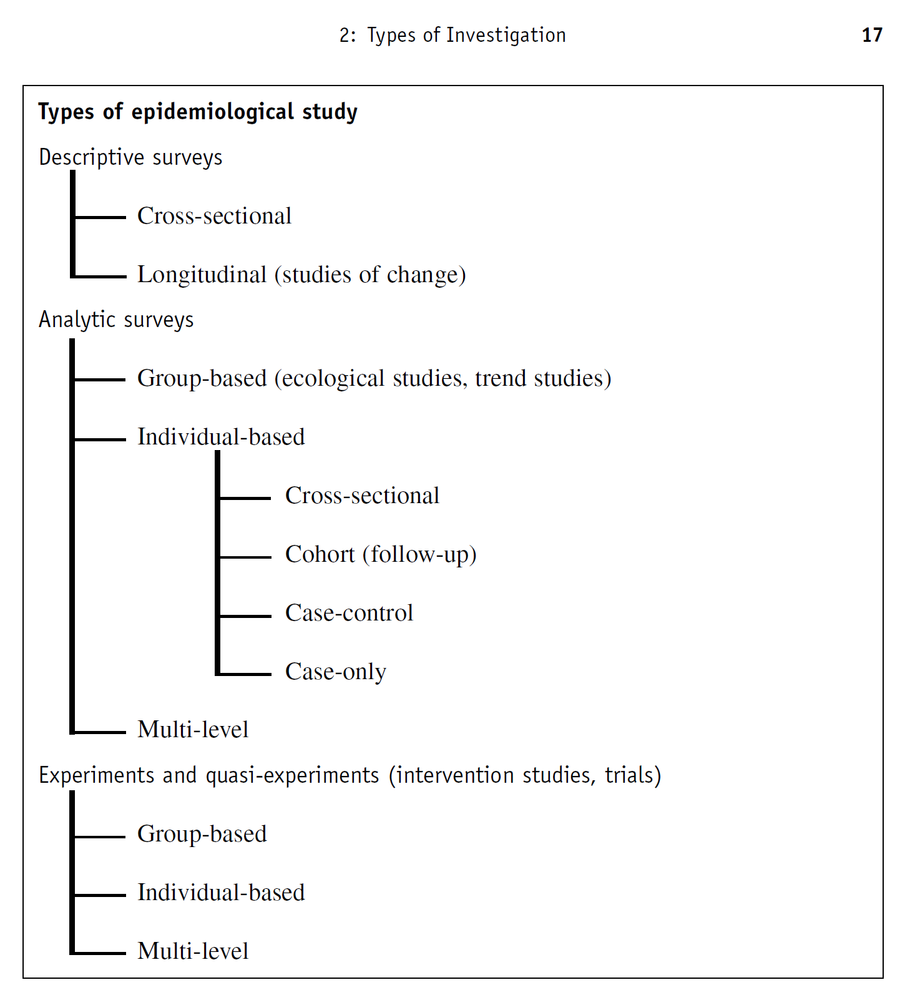 2: Types of Investigation 17
Types of epidemiological study
Descriptive surveys
Cross-sectional
Longitudinal (studies of change)
Analytic surveys
Group-based (ecological studies, trend studies)
Individual-based
Cross-sectional
Cohort (follow-up)
Case-control
Case-only
Multi-level
Experiments and quasi-experiments (intervention studies, trials)
Group-based
Individual-based
Multi-level